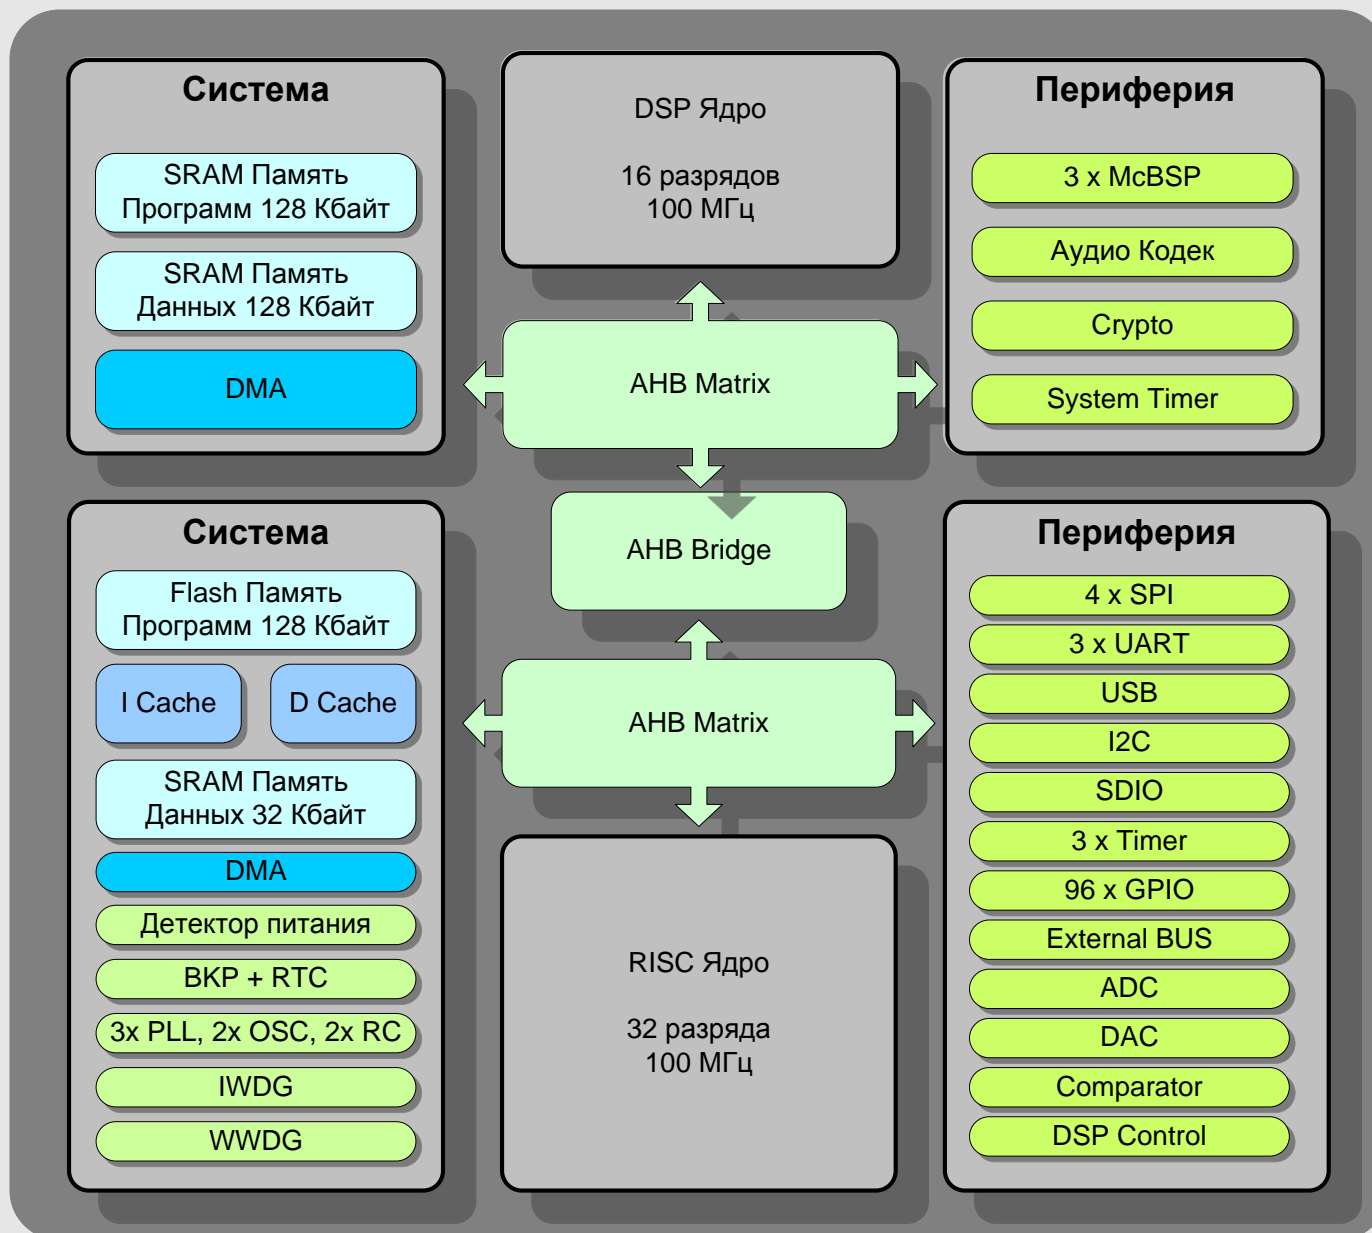 Система
SRAM Память
Программ 128 Кбайт
SRAM Память
Данных 128 Кбайт
DMA
DSP Ядро
16 разрядов
100 МГц
Периферия
3 x McBSP
Аудио Кодек
Crypto
System Timer
AHB Matrix
AHB Bridge
AHB Matrix
Система
Flash Память
Программ 128 Кбайт
I Cache
D Cache
SRAM Память
Данных 32 Кбайт
DMA
Детектор питания
BKP + RTC
3x PLL, 2x OSC, 2x RC
IWDG
WWDG
RISC Ядро
32 разряда
100 МГц
Периферия
4 x SPI
3 x UART
USB
I2C
SDIO
3 x Timer
96 x GPIO
External BUS
ADC
DAC
Comparator
DSP Control